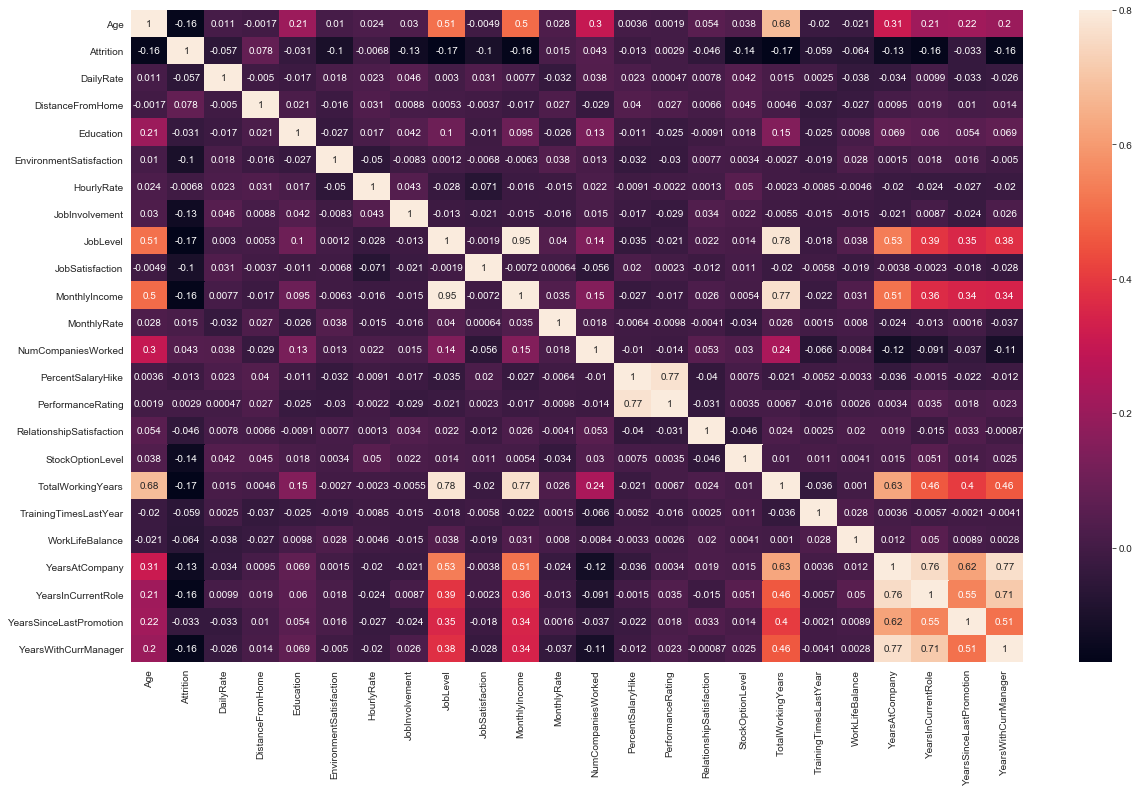 Age 1 -0.16 0.011 -0.0017 0.21 0.01 0.024 0.03 0.51 -0.0049 0.5 0.028 0.3 0.0036 0.0019 0.054 0.038 0.68 -0.02 -0.021 0.31 0.21 0.22 0.2
Attrition -0.16 1 -0.057 0.078 -0.031 -0.1 -0.0068 -0.13 -0.17 -0.1 -0.16 0.015 0.043 -0.013 0.0029 -0.046 -0.14 -0.17 -0.059 -0.064 -0.13 -0.16 -0.033 -0.16
DailyRate 0.011 -0.057 1 -0.005 -0.017 0.018 0.023 0.046 0.003 0.031 0.0077 -0.032 0.038 0.023 0.00047 0.0078 0.042 0.015 0.0025 -0.038 -0.034 0.0099 -0.033 -0.026
DistanceFromHome -0.0017 0.078 -0.005 1 0.021 -0.016 0.031 0.0088 0.0053 -0.0037 -0.017 0.027 -0.029 0.04 0.027 0.0066 0.045 0.0046 -0.037 -0.027 0.0095 0.019 0.01 0.014
Education 0.21 -0.031 -0.017 0.021 1 -0.027 0.017 0.042 0.1 -0.011 0.095 -0.026 0.13 -0.011 -0.025 -0.0091 0.018 0.15 -0.025 0.0098 0.069 0.06 0.054 0.069
EnvironmentSatisfaction 0.01 -0.1 0.018 -0.016 -0.027 1 -0.05 -0.0083 0.0012 -0.0068 -0.0063 0.038 0.013 -0.032 -0.03 0.0077 0.0034 -0.0027 -0.019 0.028 0.0015 0.018 0.016 -0.005
HourlyRate 0.024 -0.0068 0.023 0.031 0.017 -0.05 1 0.043 -0.028 -0.071 -0.016 -0.015 0.022 -0.0091 -0.0022 0.0013 0.05 -0.0023 -0.0085 -0.0046 -0.02 -0.024 -0.027 -0.02
JobInvolvement 0.03 -0.13 0.046 0.0088 0.042 -0.0083 0.043 1 -0.013 -0.021 -0.015 -0.016 0.015 -0.017 -0.029 0.034 0.022 -0.0055 -0.015 -0.015 -0.021 0.0087 -0.024 0.026
JobLevel 0.51 -0.17 0.003 0.0053 0.1 0.0012 -0.028 -0.013 1 -0.0019 0.95 0.04 0.14 -0.035 -0.021 0.022 0.014 0.78 -0.018 0.038 0.53 0.39 0.35 0.38
JobSatisfaction -0.0049 -0.1 0.031 -0.0037 -0.011 -0.0068 -0.071 -0.021 -0.0019 1 -0.0072 0.00064 -0.056 0.02 0.0023 -0.012 0.011 -0.02 -0.0058 -0.019 -0.0038 -0.0023 -0.018 -0.028
MonthlyIncome 0.5 -0.16 0.0077 -0.017 0.095 -0.0063 -0.016 -0.015 0.95 -0.0072 1 0.035 0.15 -0.027 -0.017 0.026 0.0054 0.77 -0.022 0.031 0.51 0.36 0.34 0.34
MonthlyRate 0.028 0.015 -0.032 0.027 -0.026 0.038 -0.015 -0.016 0.04 0.00064 0.035 1 0.018 -0.0064 -0.0098 -0.0041 -0.034 0.026 0.0015 0.008 -0.024 -0.013 0.0016 -0.037
NumCompaniesWorked 0.3 0.043 0.038 -0.029 0.13 0.013 0.022 0.015 0.14 -0.056 0.15 0.018 1 -0.01 -0.014 0.053 0.03 0.24 -0.066 -0.0084 -0.12 -0.091 -0.037 -0.11
PercentSalaryHike 0.0036 -0.013 0.023 0.04 -0.011 -0.032 -0.0091 -0.017 -0.035 0.02 -0.027 -0.0064 -0.01 1 0.77 -0.04 0.0075 -0.021 -0.0052 -0.0033 -0.036 -0.0015 -0.022 -0.012
PerformanceRating 0.0019 0.0029 0.00047 0.027 -0.025 -0.03 -0.0022 -0.029 -0.021 0.0023 -0.017 -0.0098 -0.014 0.77 1 -0.031 0.0035 0.0067 -0.016 0.0026 0.0034 0.035 0.018 0.023
RelationshipSatisfaction 0.054 -0.046 0.0078 0.0066 -0.0091 0.0077 0.0013 0.034 0.022 -0.012 0.026 -0.0041 0.053 -0.04 -0.031 1 -0.046 0.024 0.0025 0.02 0.019 -0.015 0.033 -0.00087
StockOptionLevel 0.038 -0.14 0.042 0.045 0.018 0.0034 0.05 0.022 0.014 0.011 0.0054 -0.034 0.03 0.0075 0.0035 -0.046 1 0.01 0.011 0.0041 0.015 0.051 0.014 0.025
TotalWorkingYears 0.68 -0.17 0.015 0.0046 0.15 -0.0027 -0.0023 -0.0055 0.78 -0.02 0.77 0.026 0.24 -0.021 0.0067 0.024 0.01 1 -0.036 0.001 0.63 0.46 0.4 0.46
TrainingTimesLastYear -0.02 -0.059 0.0025 -0.037 -0.025 -0.019 -0.0085 -0.015 -0.018 -0.0058 -0.022 0.0015 -0.066 -0.0052 -0.016 0.0025 0.011 -0.036 1 0.028 0.0036 -0.0057 -0.0021 -0.0041
WorkLifeBalance -0.021 -0.064 -0.038 -0.027 0.0098 0.028 -0.0046 -0.015 0.038 -0.019 0.031 0.008 -0.0084 -0.0033 0.0026 0.02 0.0041 0.001 0.028 1 0.012 0.05 0.0089 0.0028
YearsAtCompany 0.31 -0.13 -0.034 0.0095 0.069 0.0015 -0.02 -0.021 0.53 -0.0038 0.51 -0.024 -0.12 -0.036 0.0034 0.019 0.015 0.63 0.0036 0.012 1 0.76 0.62 0.77
YearsInCurrentRole 0.21 -0.16 0.0099 0.019 0.06 0.018 -0.024 0.0087 0.39 -0.0023 0.36 -0.013 -0.091 -0.0015 0.035 -0.015 0.051 0.46 -0.0057 0.05 0.76 1 0.55 0.71
YearsSinceLastPromotion 0.22 -0.033 -0.033 0.01 0.054 0.016 -0.027 -0.024 0.35 -0.018 0.34 0.0016 -0.037 -0.022 0.018 0.033 0.014 0.4 -0.0021 0.0089 0.62 0.55 1 0.51
YearsWithCurrManager 0.2 -0.16 -0.026 0.014 0.069 -0.005 -0.02 0.026 0.38 -0.028 0.34 -0.037 -0.11 -0.012 0.023 -0.00087 0.025 0.46 -0.0041 0.0028 0.77 0.71 0.51 1
Age
Attrition
DailyRate
DistanceFromHome
Education
EnvironmentSatisfaction
HourlyRate
JobInvolvement
JobLevel
JobSatisfaction
MonthlyIncome
MonthlyRate
NumCompaniesWorked
PercentSalaryHike
PerformanceRating
RelationshipSatisfaction
StockOptionLevel
TotalWorkingYears
TrainingTimesLastYear
WorkLifeBalance
YearsAtCompany
YearsInCurrentRole
YearsSinceLastPromotion
YearsWithCurrManager
0.8
0.6
0.4
0.2
0.0